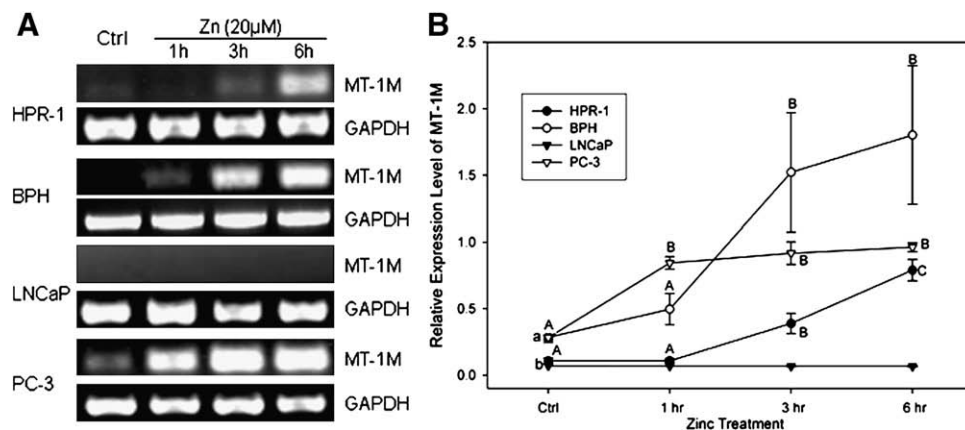 A
Ctrl
Zn (20µM)
1h 3h 6h
HPR-1
MT-1M
GAPDH
BPH
MT-1M
GAPDH
LNCaP
MT-1M
GAPDH
PC-3
MT-1M
GAPDH
B
Relative Expression Level of MT-1M
2.5
2.0
1.5
1.0
0.5
0.0
HPR-1
BPH
LNCaP
PC-3
B
B
B
B
B
A
A
a
A
A
B
C
b
Ctrl
1 hr
3 hr
6 hr
Zinc Treatment